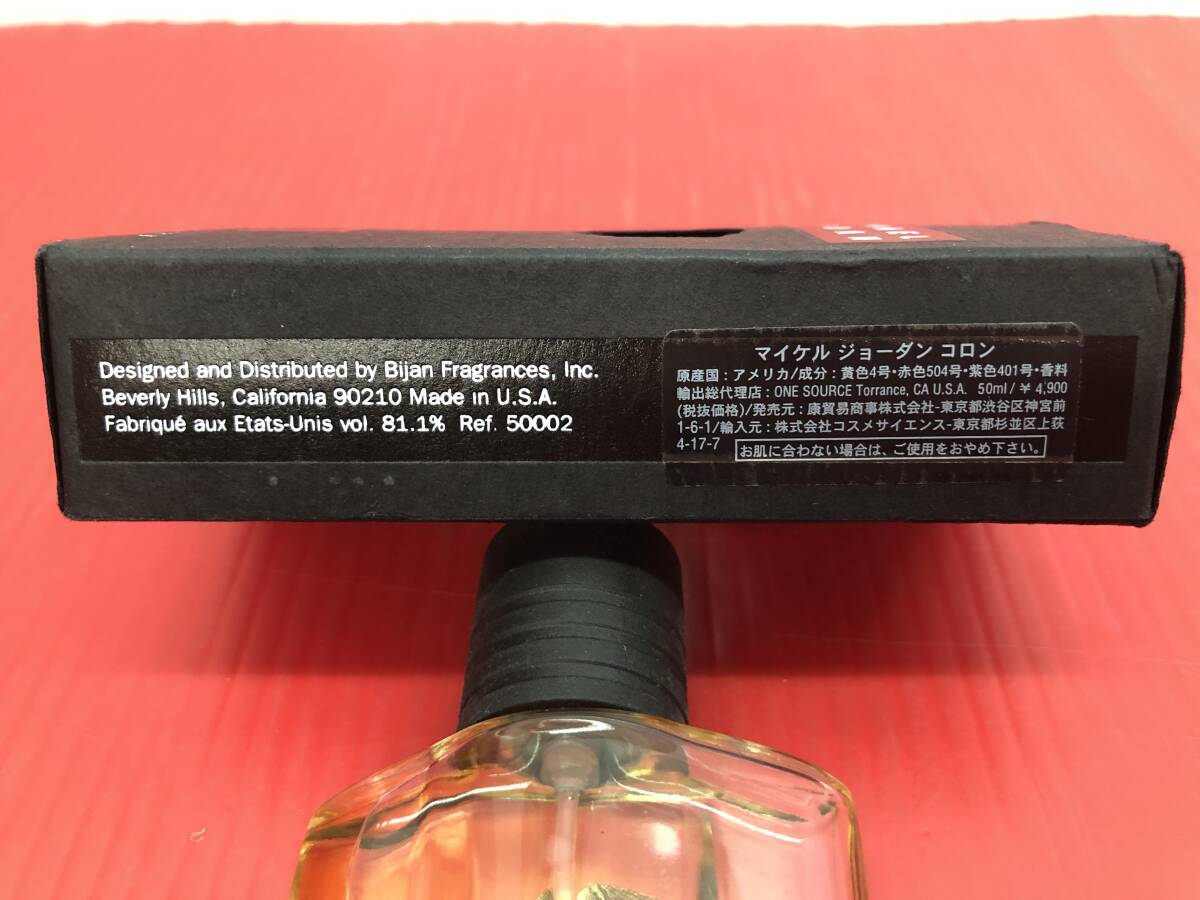 Designed and Distributed by Bijan Fragrances, Inc.
Beverly Hills, California 90210 Made in U.S.A.
Fabriqué aux Etats-Unis vol. 81.1% Ref. 50002
マイケル ジョーダン コロン
原産国：アメリカ/成分：黄色4号・赤色504号・紫色401号・香料
輸出総代理店：ONE SOURCE Torrance, CA U.S.A. 50ml/¥4,900
(税抜価格)/発売元：康貿易商事株式会社-東京都渋谷区神宮前
1-6-1/輸入元：株式会社コスメサイエンス-東京都杉並区上荻
4-17-7 お肌に合わない場合は、ご使用をおやめ下さい。